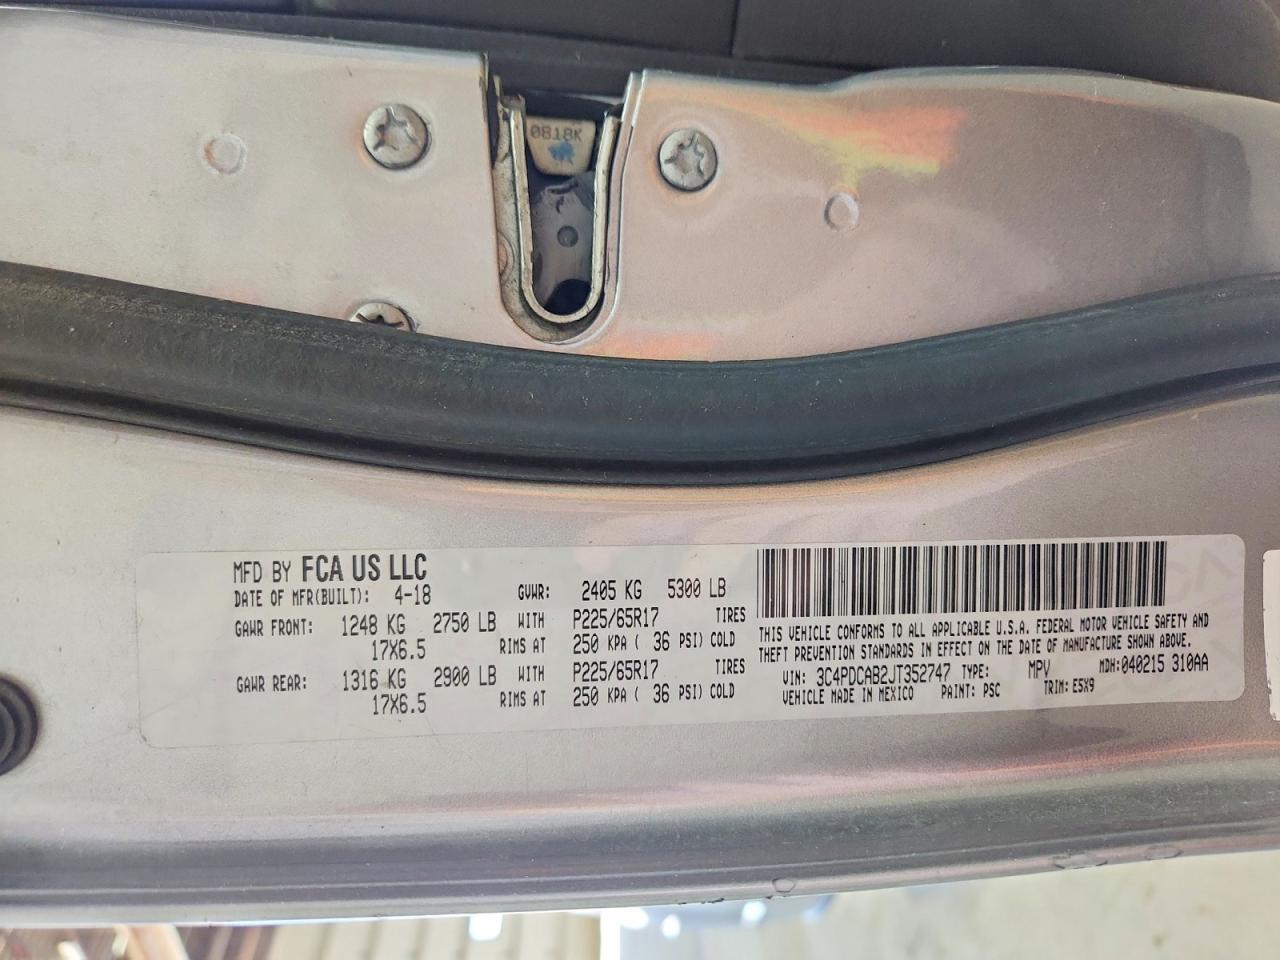 0818K
MFD BY FCA US LLC
DATE OF MFR(BUILT): 4-18 GVWR: 2405 KG 5300 LB
GAWR FRONT: 1248 KG 2750 LB WITH P225/65R17 TIRES
17X6.5 RIMS AT 250 KPA ( 36 PSI) COLD
GAWR REAR: 1316 KG 2900 LB WITH P225/65R17 TIRES
17X6.5 RIMS AT 250 KPA ( 36 PSI) COLD
THIS VEHICLE CONFORMS TO ALL APPLICABLE U.S.A. FEDERAL MOTOR VEHICLE SAFETY AND
THEFT PREVENTION STANDARDS IN EFFECT ON THE DATE OF MANUFACTURE SHOWN ABOVE.
VIN: 3C4PDCAB2JT352747 TYPE: MPV MDH:040215 310AA
VEHICLE MADE IN MEXICO PAINT: PSC TRIM: E5X9